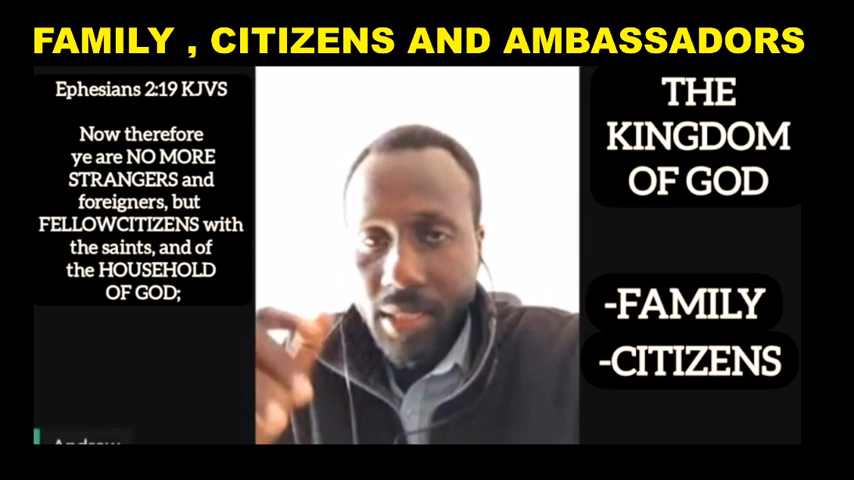 FAMILY , CITIZENS AND AMBASSADORS
Ephesians 2:19 KJVS
Now therefore
ye are NO MORE
STRANGERS and
foreigners, but
FELLOWCITIZENS with
the saints, and of
the HOUSEHOLD
OF GOD;
THE
KINGDOM
OF GOD
-FAMILY
-CITIZENS
Andrew